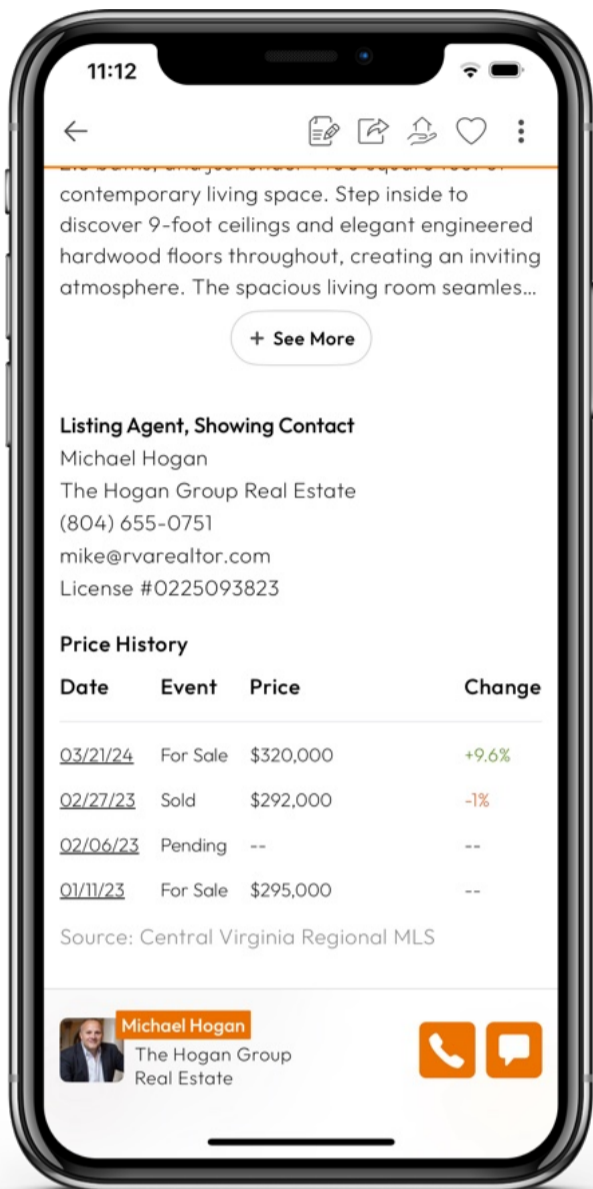 11:12
contemporary living space. Step inside to
discover 9-foot ceilings and elegant engineered
hardwood floors throughout, creating an inviting
atmosphere. The spacious living room seamles...
+ See More
Listing Agent, Showing Contact
Michael Hogan
The Hogan Group Real Estate
(804) 655-0751
mike@rvarealtor.com
License #0225093823
Price History
Date Event Price Change
03/21/24 For Sale $320,000 +9.6%
02/27/23 Sold $292,000 -1%
02/06/23 Pending -- --
01/11/23 For Sale $295,000 --
Source: Central Virginia Regional MLS
Michael Hogan
The Hogan Group
Real Estate